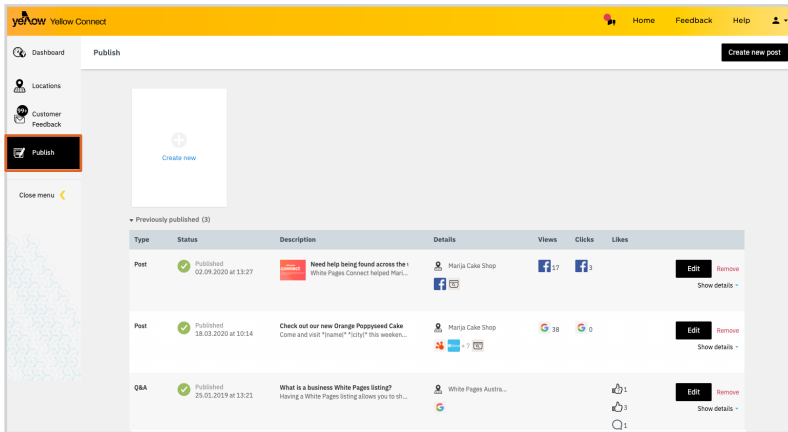 yellow Yellow Connect
Home Feedback Help
Dashboard
Publish
Create new post
Locations
99+
Customer
Feedback
Publish
Close menu
Create new
Previously published (3)
Type Status Description Details Views Clicks Likes
Post Published Need help being found across the Marija Cake Shop 17 3 Edit Remove
02.09.2020 at 13:27 White Pages Connect helped Mari...
Show details
Post Published Check out our new Orange Poppyseed Cake Marija Cake Shop G 38 G 0 Edit Remove
18.03.2020 at 10:14 Come and visit *|name|* *|city|* this weeken...
+ 7
Show details
Q&A Published What is a business White Pages listing? White Pages Austra... 1 Edit Remove
25.01.2019 at 13:21 Having a White Pages listing allows you to sh...
G 3 Show details
1